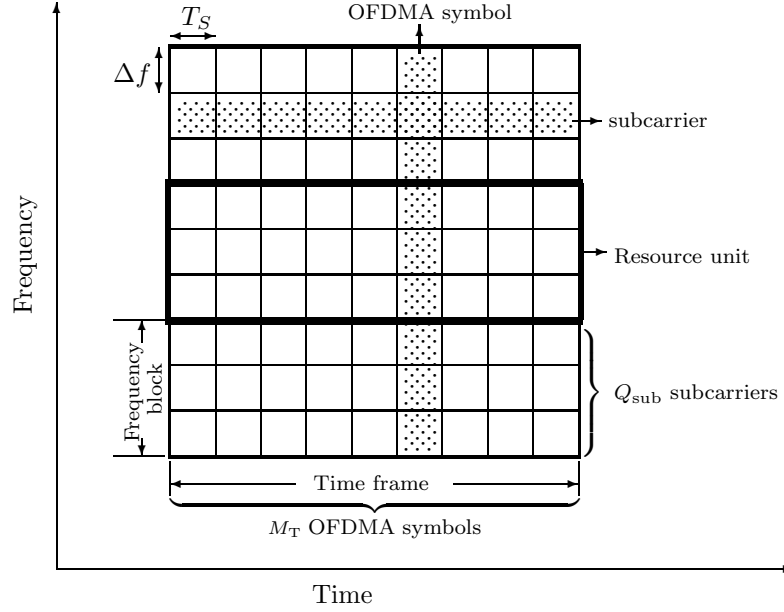 OFDMA symbol
T_S
Δf
subcarrier
Frequency
Resource unit
Frequency
block
Q_sub subcarriers
Time frame
M_T OFDMA symbols
Time